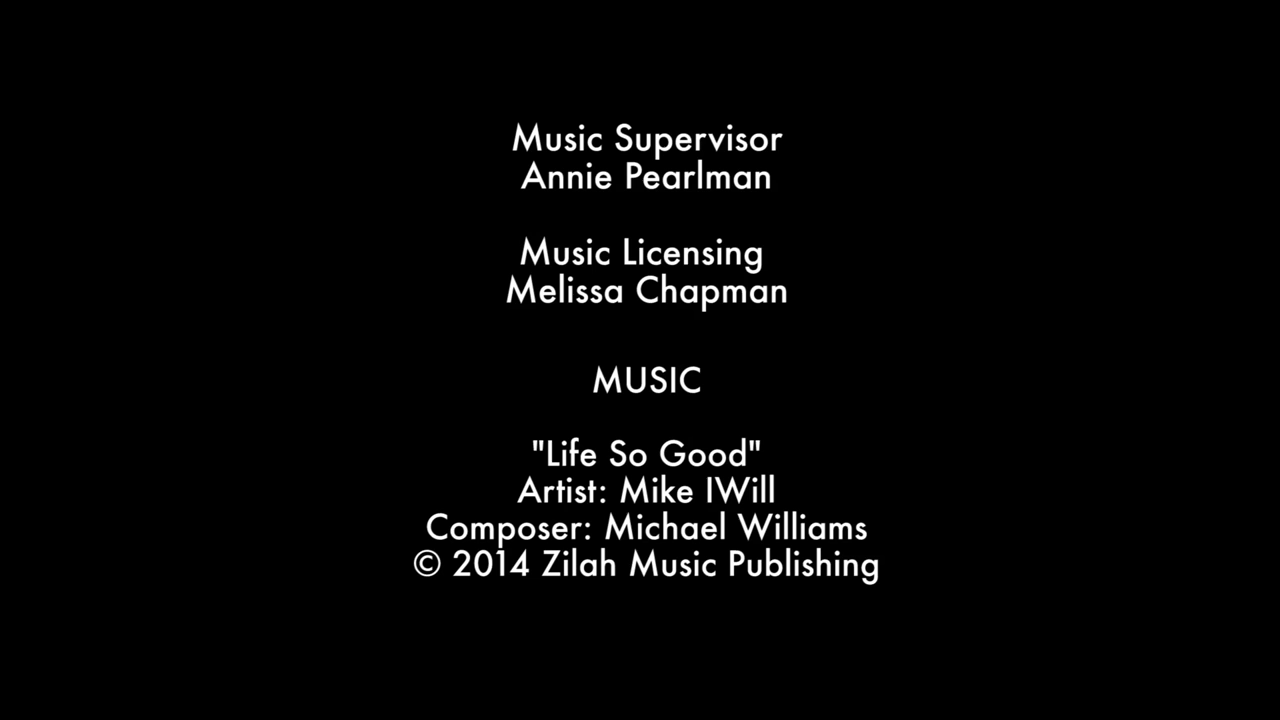 Music Supervisor
Annie Pearlman
Music Licensing
Melissa Chapman
MUSIC
"Life So Good"
Artist: Mike IWill
Composer: Michael Williams
© 2014 Zilah Music Publishing